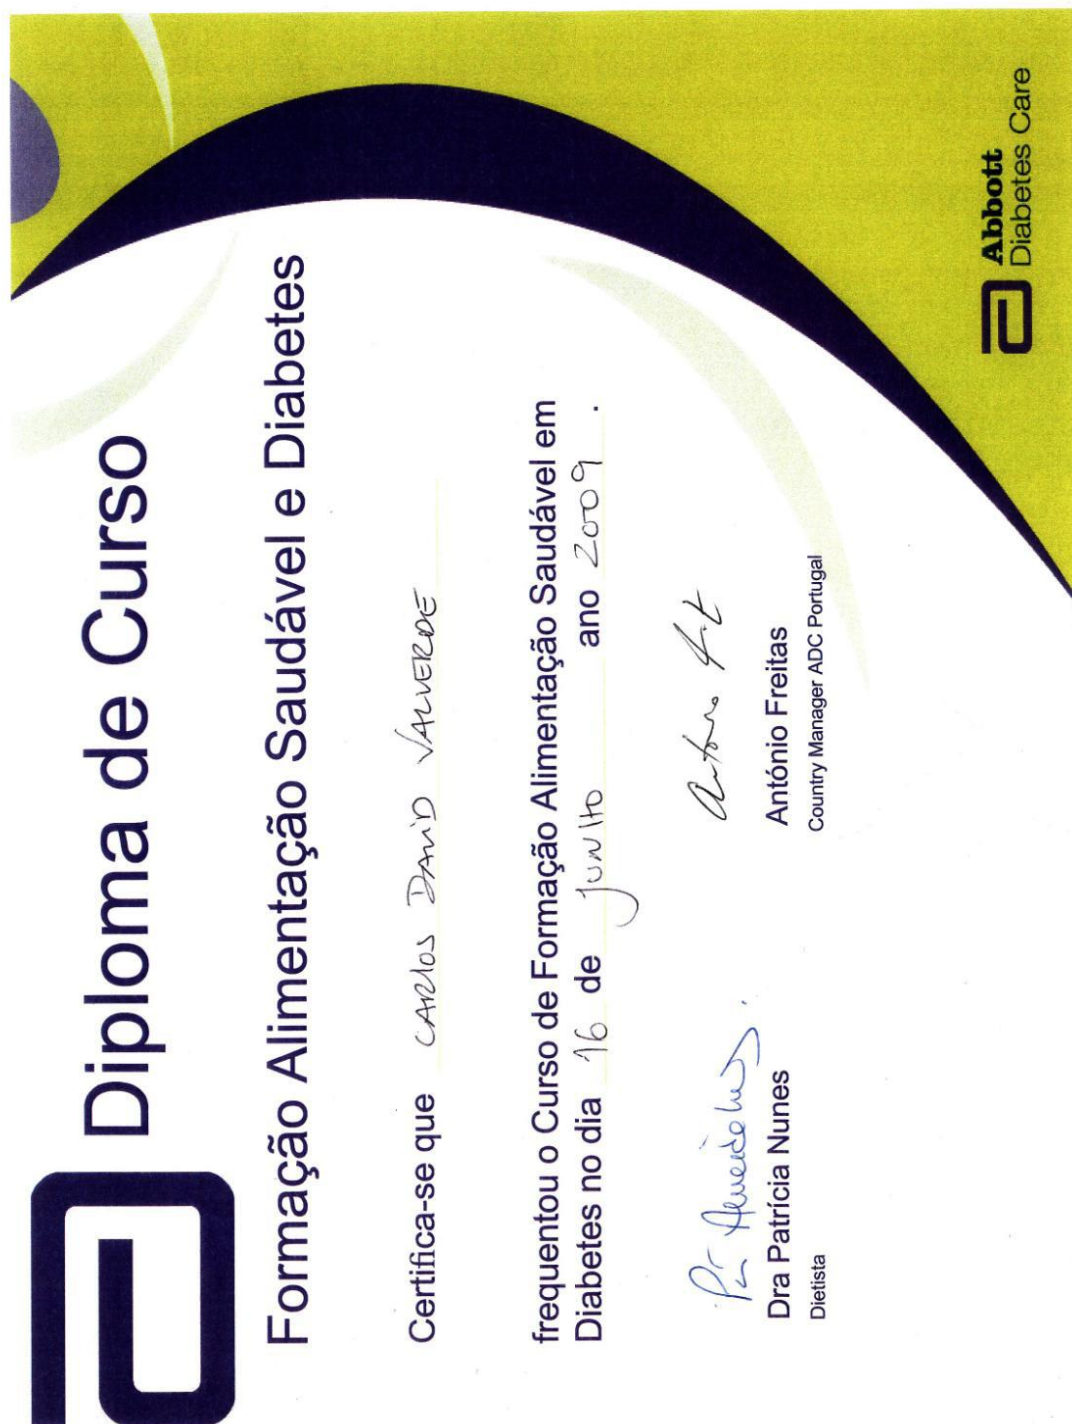 Diploma de Curso
Formação Alimentação Saudável e Diabetes
Certifica-se que CARLOS DAVID VALVERDE
frequentou o Curso de Formação Alimentação Saudável em
Diabetes no dia 16 de junho ano 2009.
Dra Patrícia Nunes
Dietista
António Freitas
Country Manager ADC Portugal
Abbott
Diabetes Care